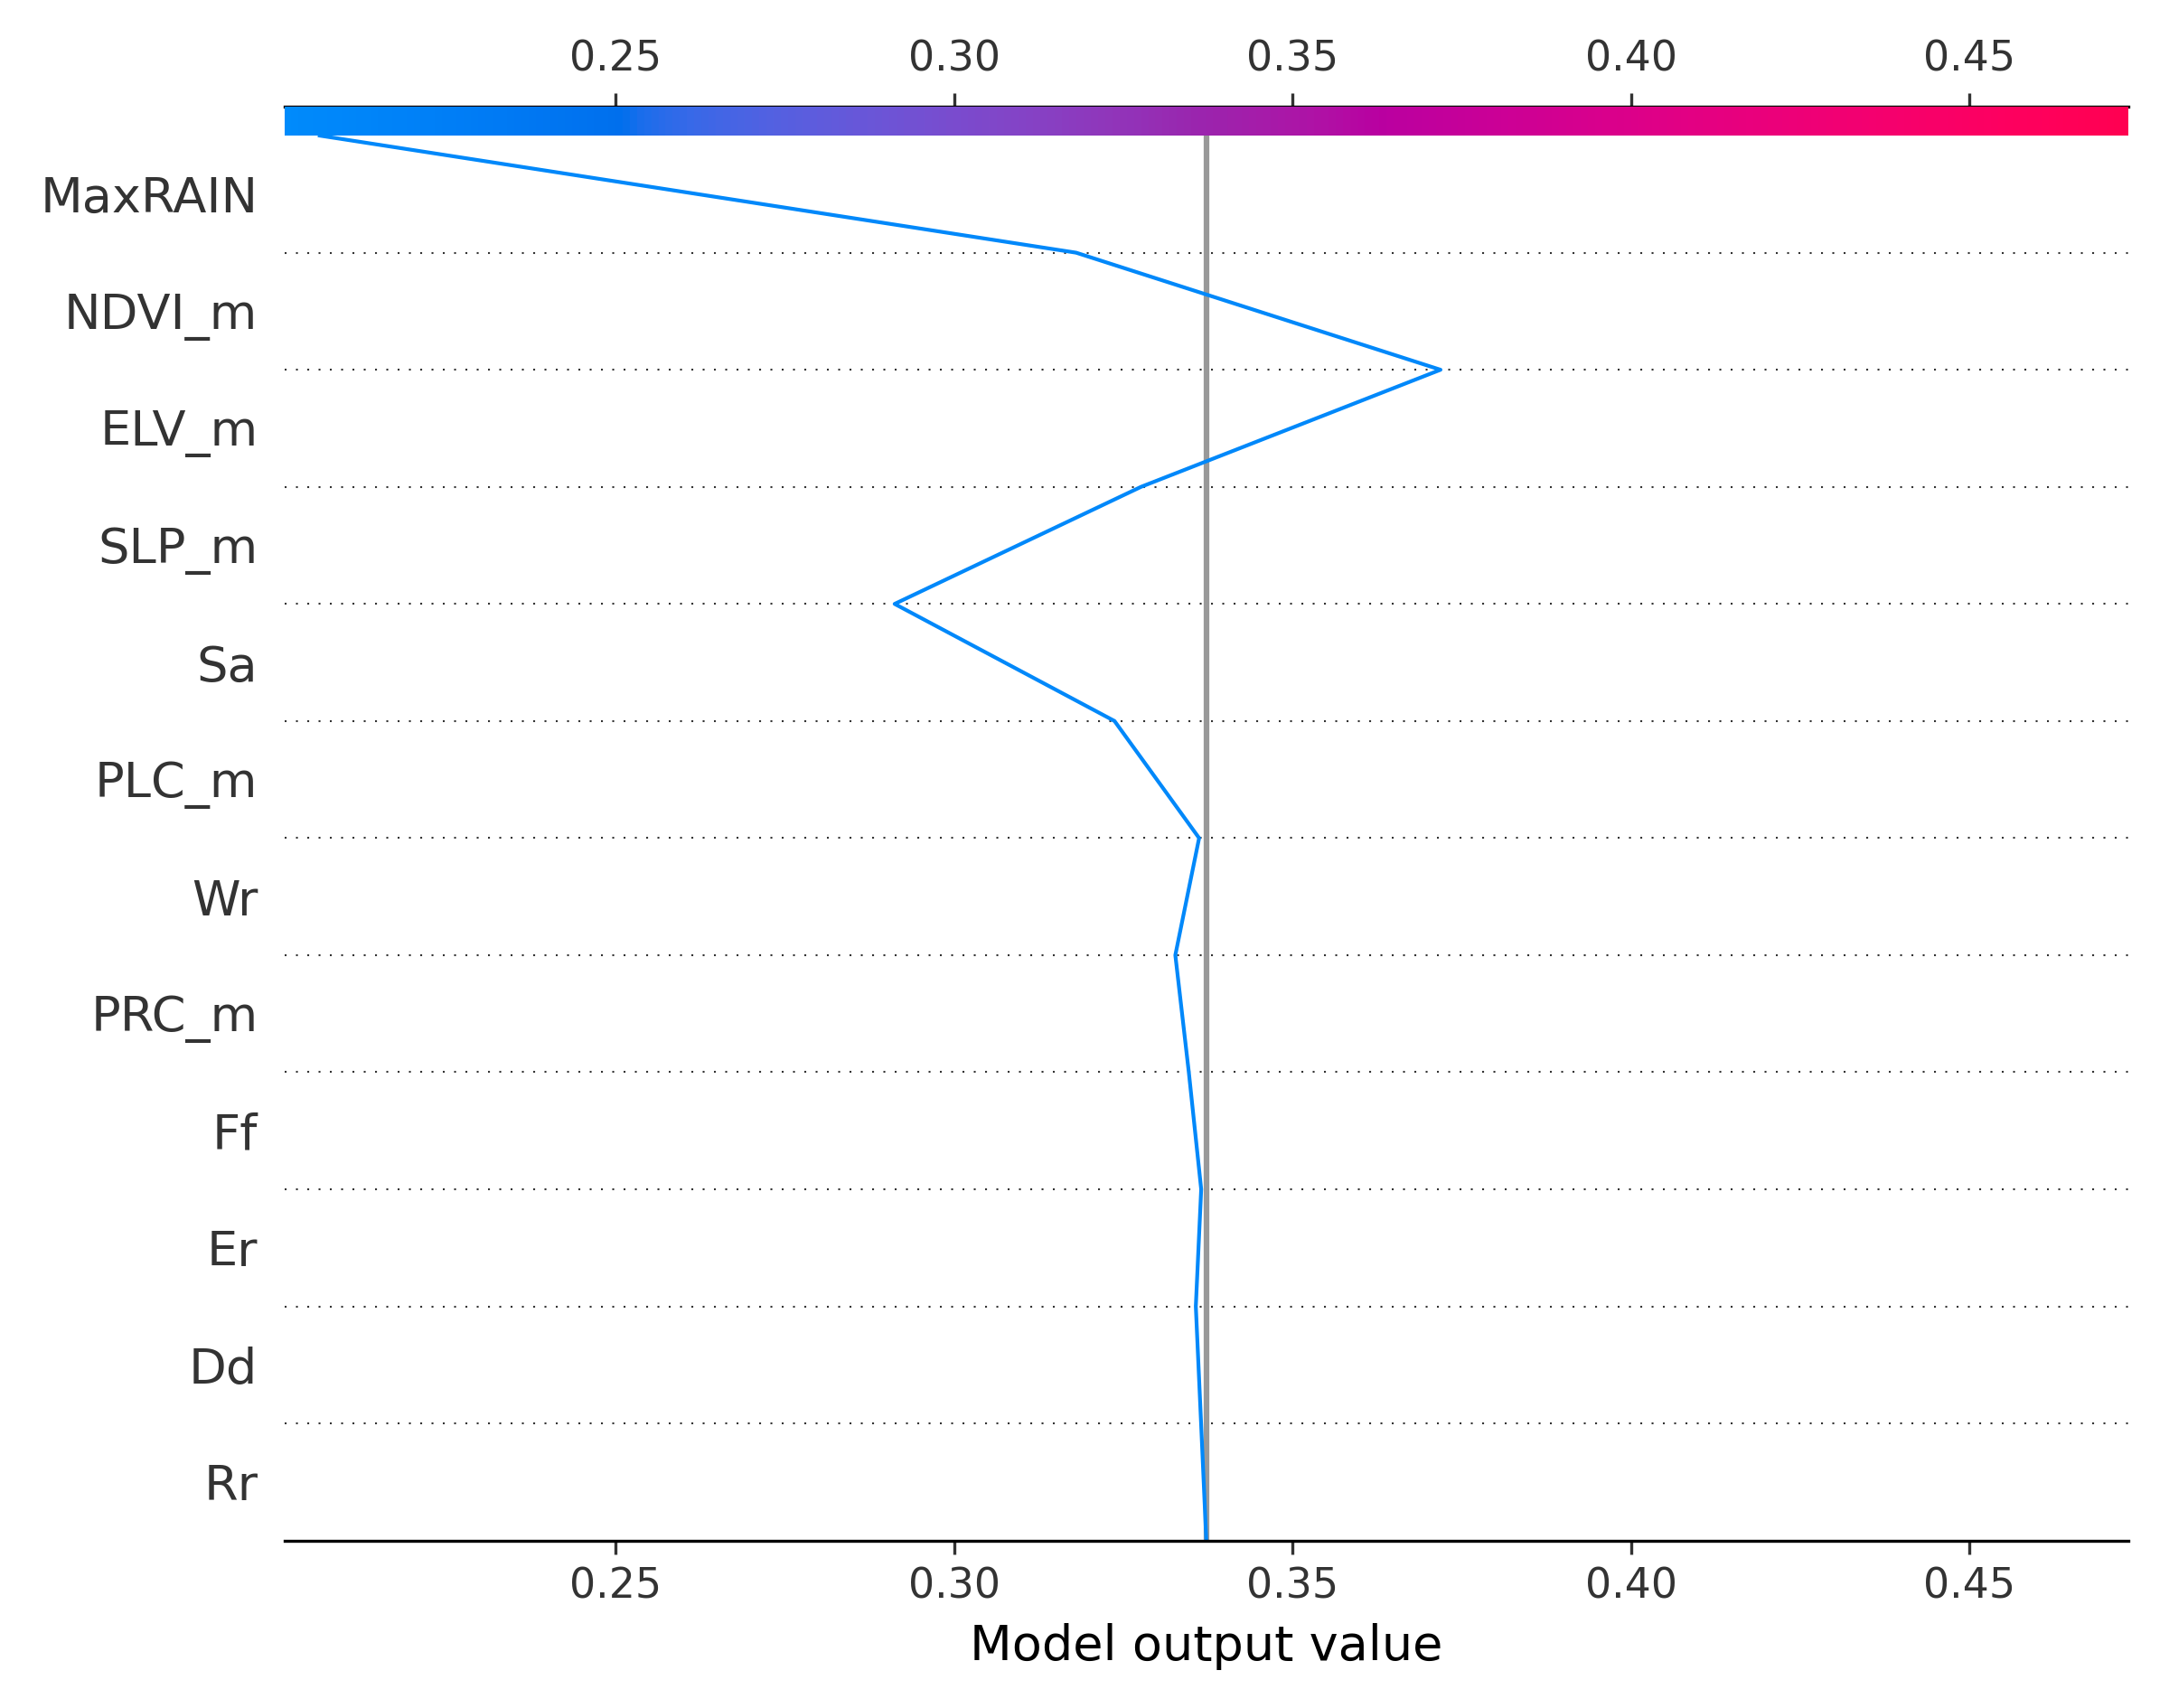 0.25 0.30 0.35 0.40 0.45
MaxRAIN
NDVI_m
ELV_m
SLP_m
Sa
PLC_m
Wr
PRC_m
Ff
Er
Dd
Rr
0.25 0.30 0.35 0.40 0.45
Model output value